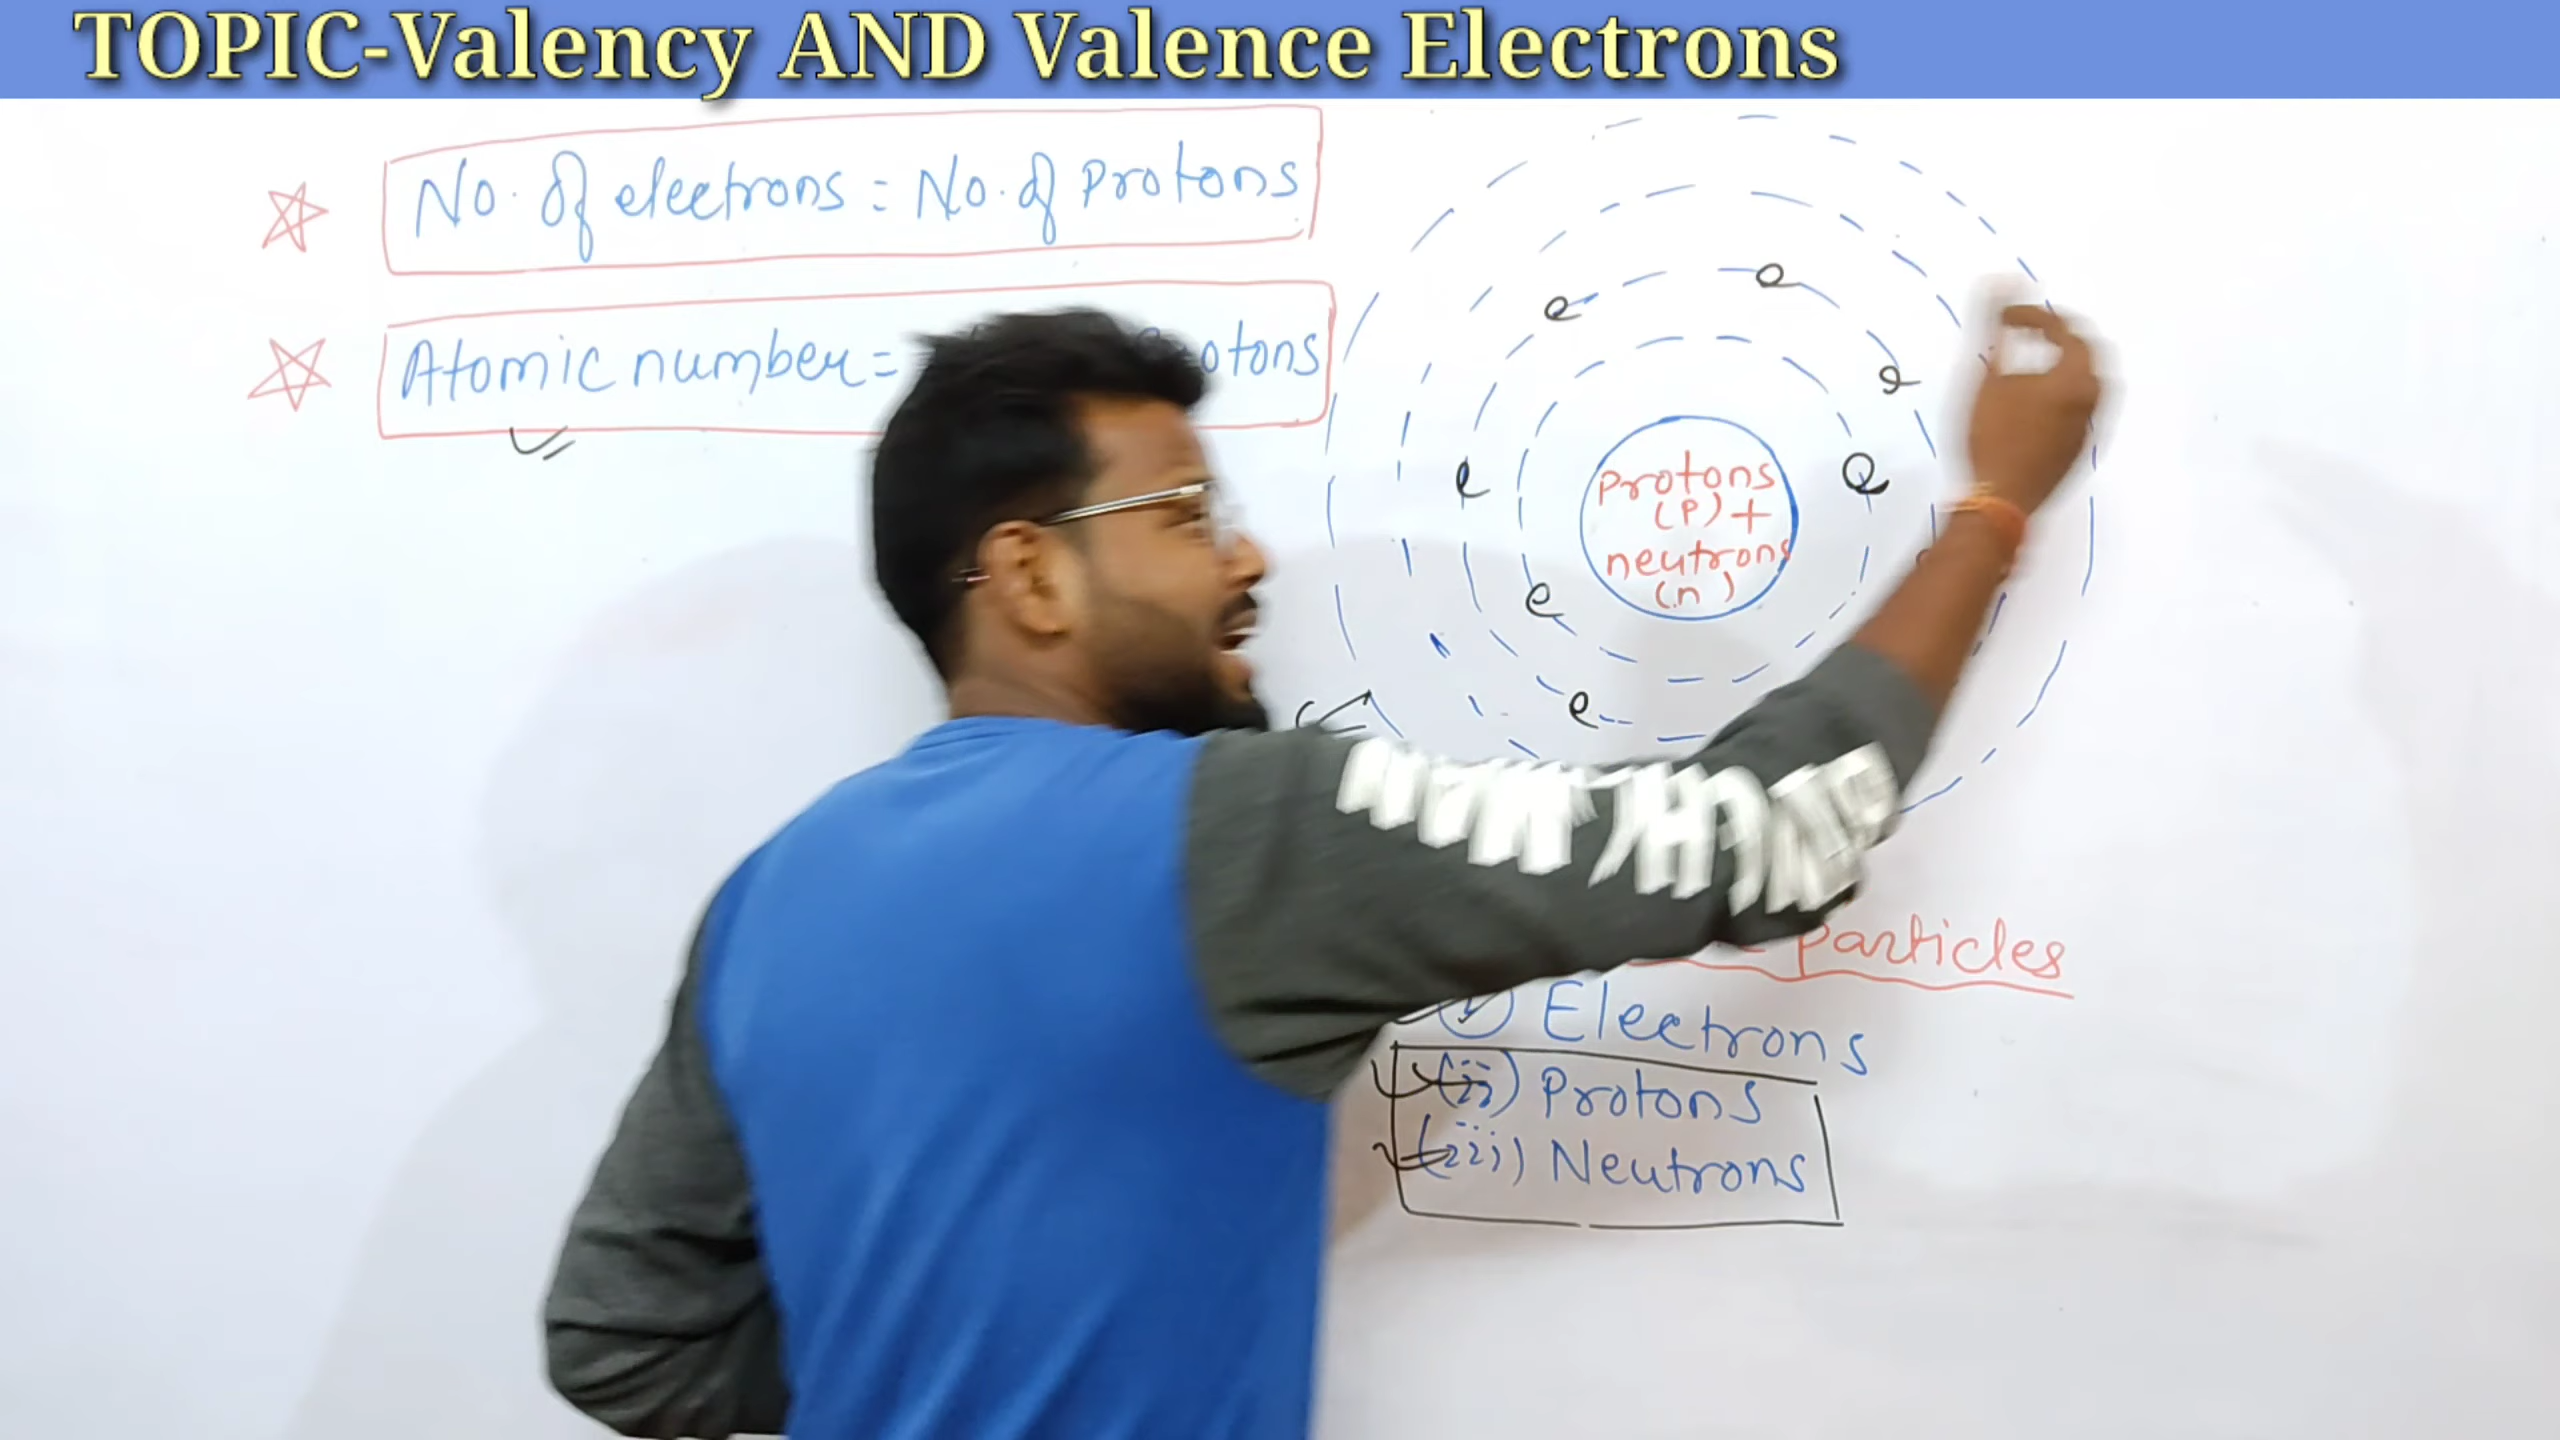 TOPIC-Valency AND Valence Electrons
No. of electrons = No. of Protons
Atomic number =
e
e
e
e
e
e
e
Protons
(P) +
neutrons
(n)
Particles
Electrons
(ii) Protons
(iii) Neutrons